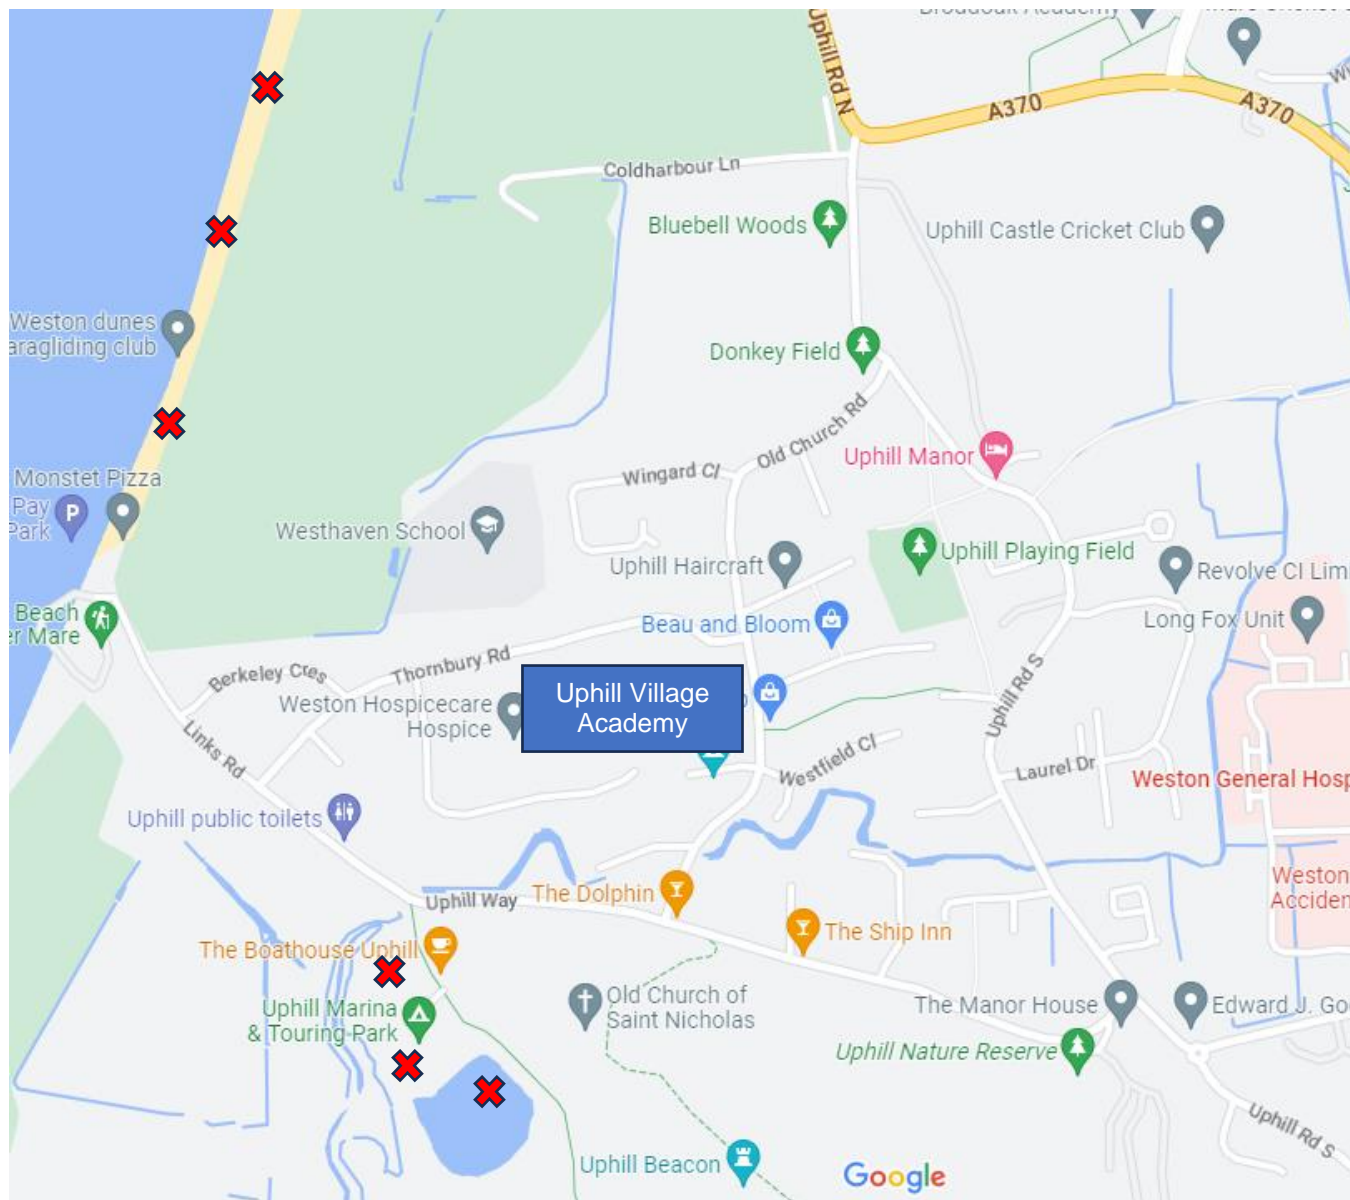 Uphill Rd N
A370
A370
Coldharbour Ln
Bluebell Woods
Uphill Castle Cricket Club
Weston dunes
aragliding club
Donkey Field
Old Church Rd
Uphill Manor
Wingard Cl
Monstet Pizza
Pay
Park
Westhaven School
Uphill Haircraft
Uphill Playing Field
Revolve CI Lim
Long Fox Unit
Beach
er Mare
Beau and Bloom
Thornbury Rd
Berkeley Cres
Weston Hospicecare
Hospice
Uphill Village
Academy
Uphill Rd S
Links Rd
Westfield Cl
Laurel Dr
Weston General Hosp
Uphill public toilets
Weston
Acciden
The Dolphin
Uphill Way
The Ship Inn
The Boathouse Uphill
Uphill Marina
& Touring Park
Old Church of
Saint Nicholas
The Manor House
Edward J. Go
Uphill Nature Reserve
Uphill Rd S
Uphill Beacon
Google